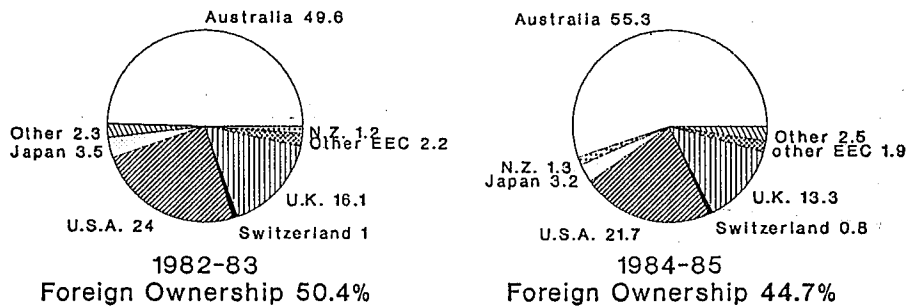 Australia 49.6
N.Z. 1.2
Other EEC 2.2
U.K. 16.1
Switzerland 1
U.S.A. 24
Japan 3.5
Other 2.3
1982-83
Foreign Ownership 50.4%
Australia 55.3
Other 2.5
other EEC 1.9
U.K. 13.3
Switzerland 0.8
U.S.A. 21.7
Japan 3.2
N.Z. 1.3
1984-85
Foreign Ownership 44.7%